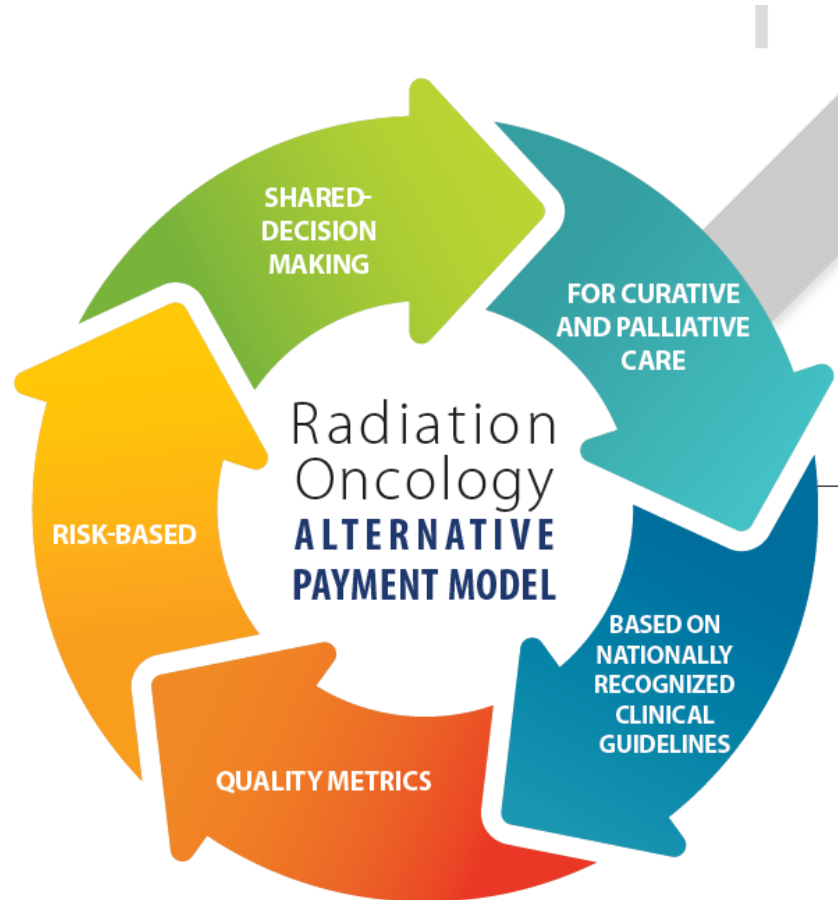 SHARED-
DECISION
MAKING
FOR CURATIVE
AND PALLIATIVE
CARE
Radiation
Oncology
ALTERNATIVE
PAYMENT MODEL
RISK-BASED
BASED ON
NATIONALLY
RECOGNIZED
CLINICAL
GUIDELINES
QUALITY METRICS